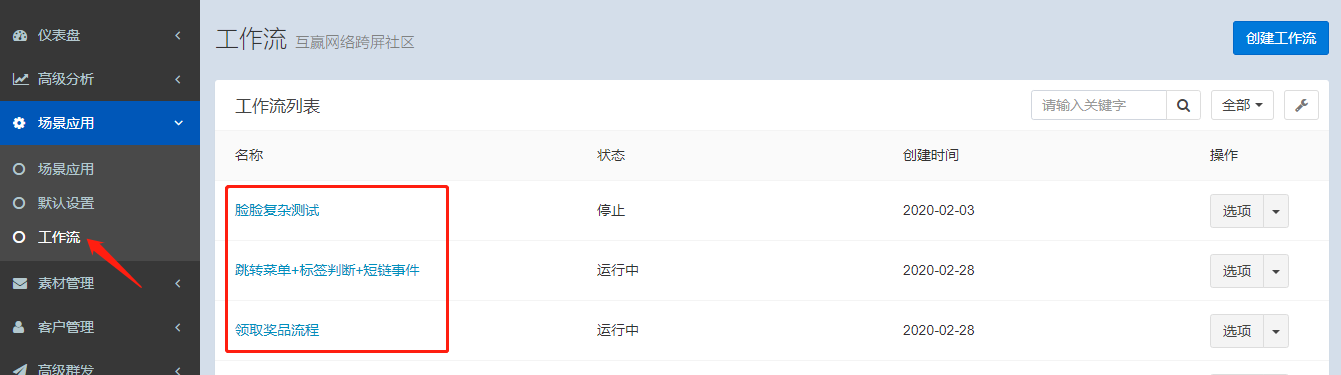 仪表盘
高级分析
场景应用
场景应用
默认设置
工作流
素材管理
客户管理
高级群发
工作流 互赢网络跨屏社区
创建工作流
工作流列表
请输入关键字
全部
名称 状态 创建时间 操作
脸脸复杂测试 停止 2020-02-03 选项
跳转菜单+标签判断+短链事件 运行中 2020-02-28 选项
领取奖品流程 运行中 2020-02-28 选项